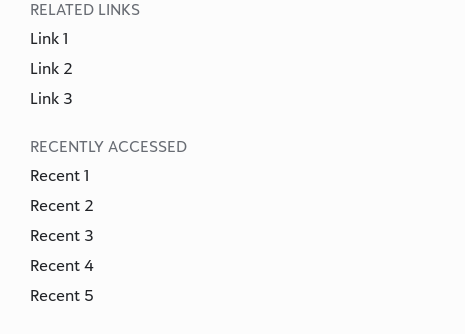 RELATED LINKS
Link 1
Link 2
Link 3
RECENTLY ACCESSED
Recent 1
Recent 2
Recent 3
Recent 4
Recent 5